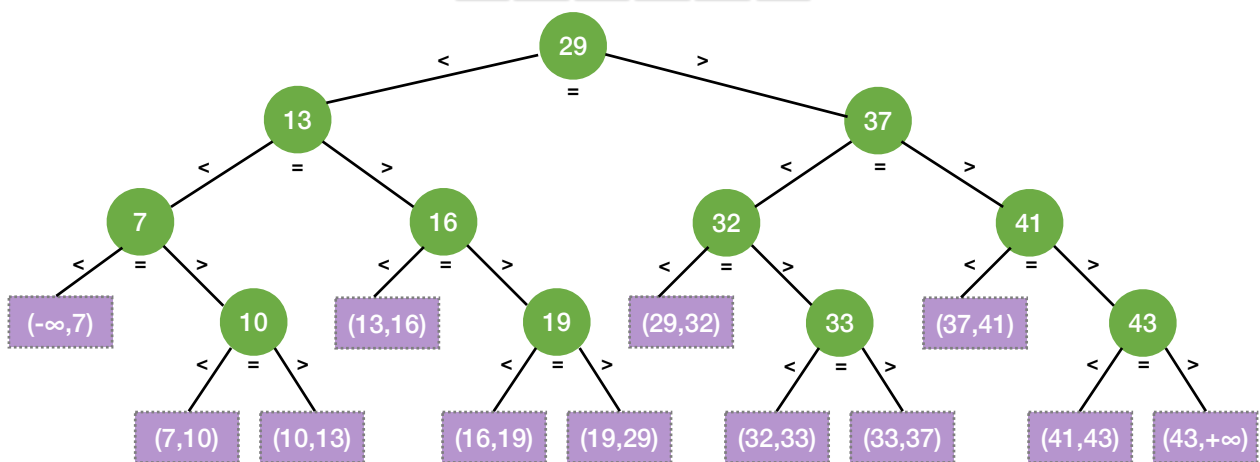 29
< >
=
13 37
< = > < = >
7 16 32 41
< = > < = > < = > < = >
(-∞,7) 10 (13,16) 19 (29,32) 33 (37,41) 43
< = > < = > < = > < = >
(7,10) (10,13) (16,19) (19,29) (32,33) (33,37) (41,43) (43,+∞)